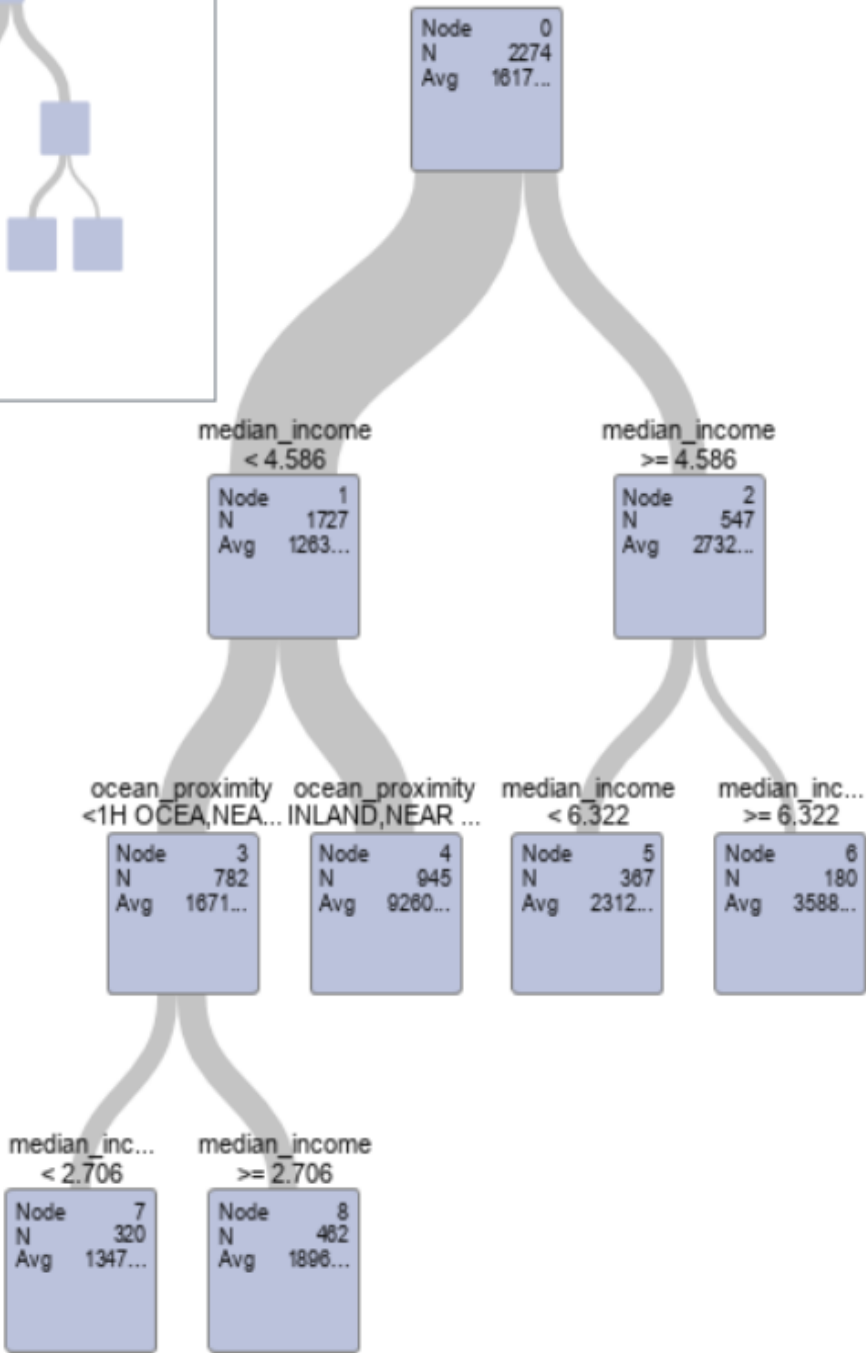 Node 0
N 2274
Avg 1617...
median_income
< 4.586
median_income
>= 4.586
Node 1
N 1727
Avg 1263...
Node 2
N 547
Avg 2732...
ocean_proximity
<1H OCEA,NEA...
ocean_proximity
INLAND,NEAR ...
median_income
< 6.322
median_inc...
>= 6.322
Node 3
N 782
Avg 1671...
Node 4
N 945
Avg 9260...
Node 5
N 367
Avg 2312...
Node 6
N 180
Avg 3588...
median_inc...
< 2.706
median_income
>= 2.706
Node 7
N 320
Avg 1347...
Node 8
N 462
Avg 1896...